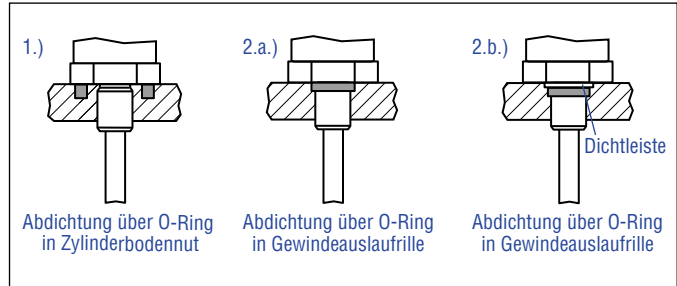 1.)
2.a.)
2.b.)
Dichtleiste
Abdichtung über O-Ring
in Zylinderbodennut
Abdichtung über O-Ring
in Gewindeauslaufrille
Abdichtung über O-Ring
in Gewindeauslaufrille